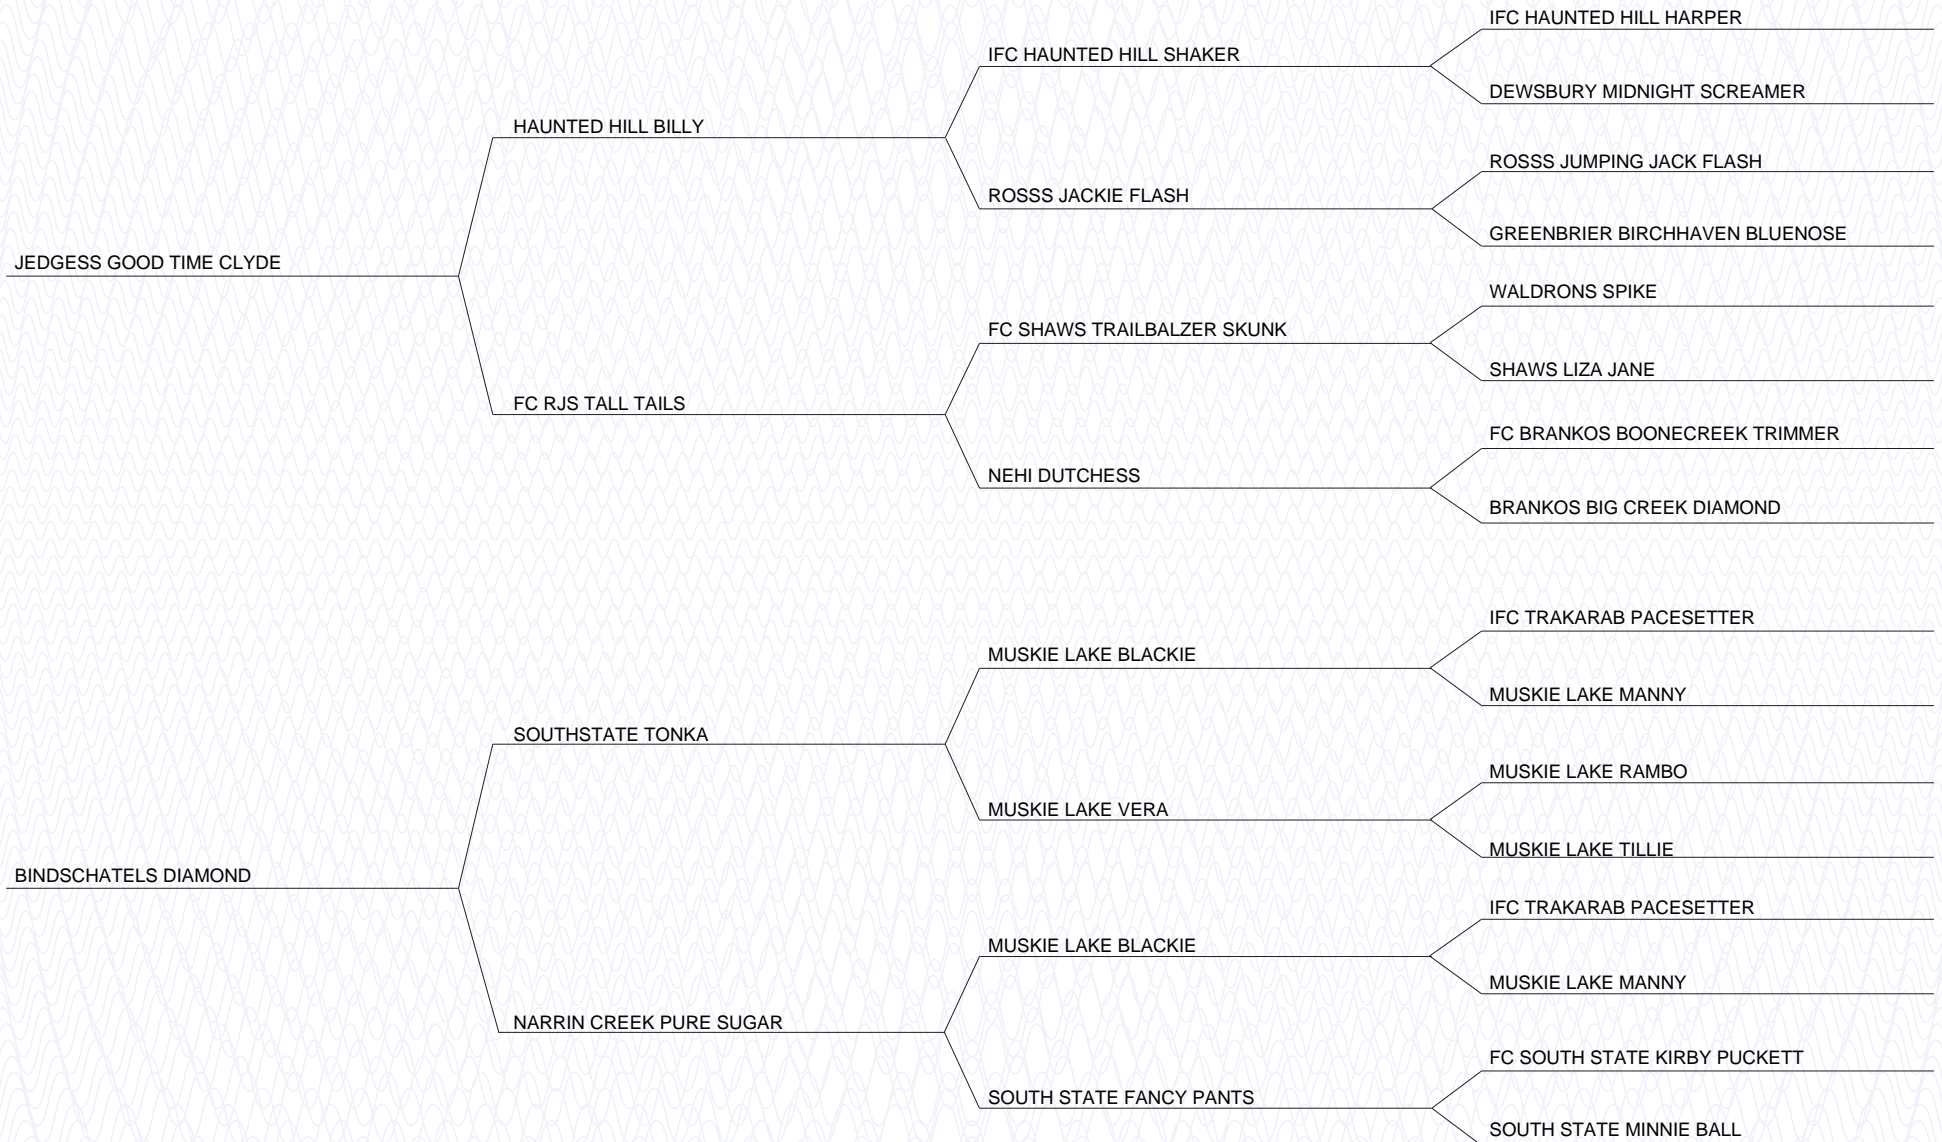 IFC HAUNTED HILL HARPER
IFC HAUNTED HILL SHAKER
DEWSBURY MIDNIGHT SCREAMER
HAUNTED HILL BILLY
ROSSS JUMPING JACK FLASH
ROSSS JACKIE FLASH
GREENBRIER BIRCHHAVEN BLUENOSE
JEDGESS GOOD TIME CLYDE
WALDRONS SPIKE
FC SHAWS TRAILBALZER SKUNK
SHAWS LIZA JANE
FC RJS TALL TAILS
FC BRANKOS BOONECREEK TRIMMER
NEHI DUTCHESS
BRANKOS BIG CREEK DIAMOND
IFC TRAKARAB PACESETTER
MUSKIE LAKE BLACKIE
MUSKIE LAKE MANNY
SOUTHSTATE TONKA
MUSKIE LAKE RAMBO
MUSKIE LAKE VERA
MUSKIE LAKE TILLIE
BINDSCHATELS DIAMOND
IFC TRAKARAB PACESETTER
MUSKIE LAKE BLACKIE
MUSKIE LAKE MANNY
NARRIN CREEK PURE SUGAR
FC SOUTH STATE KIRBY PUCKETT
SOUTH STATE FANCY PANTS
SOUTH STATE MINNIE BALL